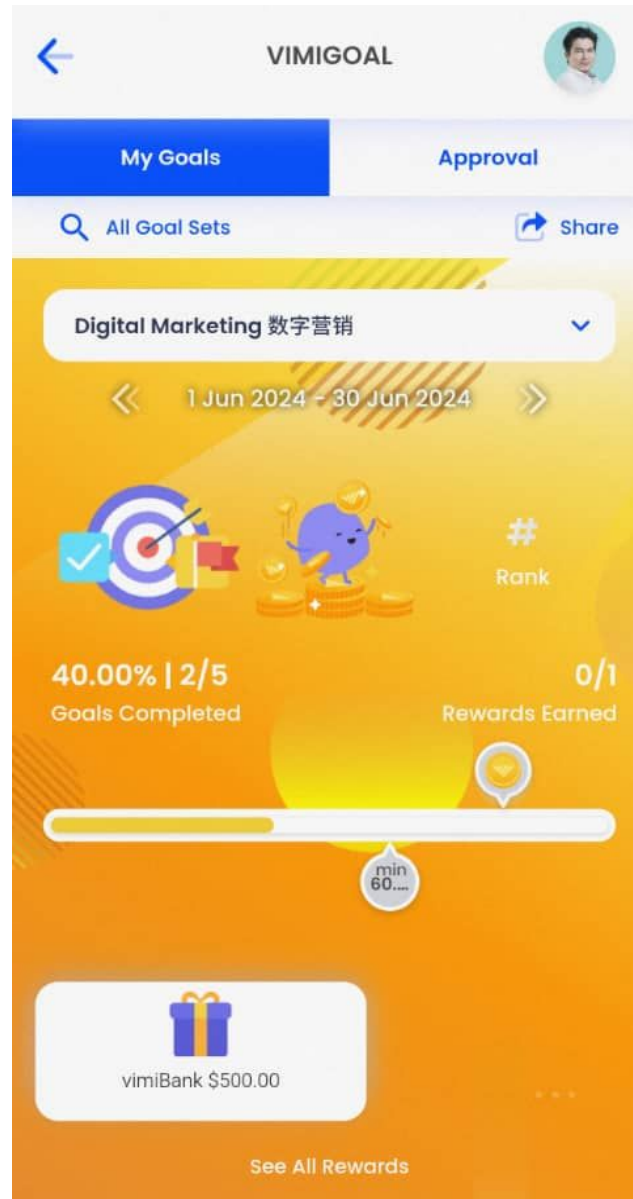 VIMIGOAL
My Goals
Approval
All Goal Sets
Share
Digital Marketing 数字营销
1 Jun 2024 - 30 Jun 2024
#
Rank
40.00% | 2/5
Goals Completed
0/1
Rewards Earned
min
60....
vimiBank $500.00
...
See All Rewards